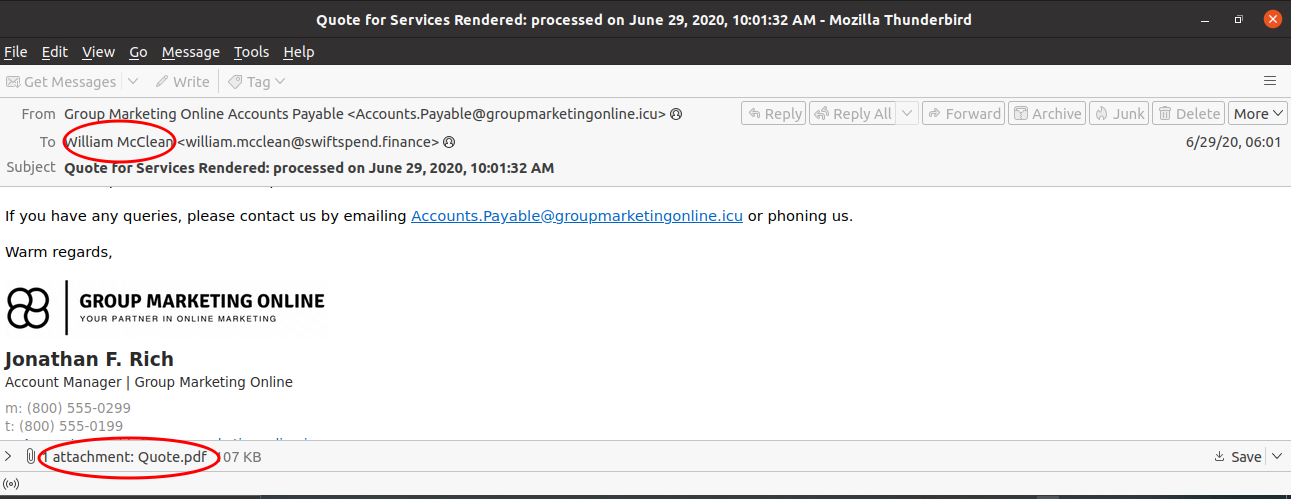 Quote for Services Rendered: processed on June 29, 2020, 10:01:32 AM - Mozilla Thunderbird
File Edit View Go Message Tools Help
Get Messages Write Tag
From Group Marketing Online Accounts Payable <Accounts.Payable@groupmarketingonline.icu> Reply Reply All Forward Archive Junk Delete More
To William McClean <william.mcclean@swiftspend.finance> 6/29/20, 06:01
Subject Quote for Services Rendered: processed on June 29, 2020, 10:01:32 AM
If you have any queries, please contact us by emailing Accounts.Payable@groupmarketingonline.icu or phoning us.
Warm regards,
GROUP MARKETING ONLINE
YOUR PARTNER IN ONLINE MARKETING
Jonathan F. Rich
Account Manager | Group Marketing Online
m: (800) 555-0299
t: (800) 555-0199
1 attachment: Quote.pdf 107 KB Save